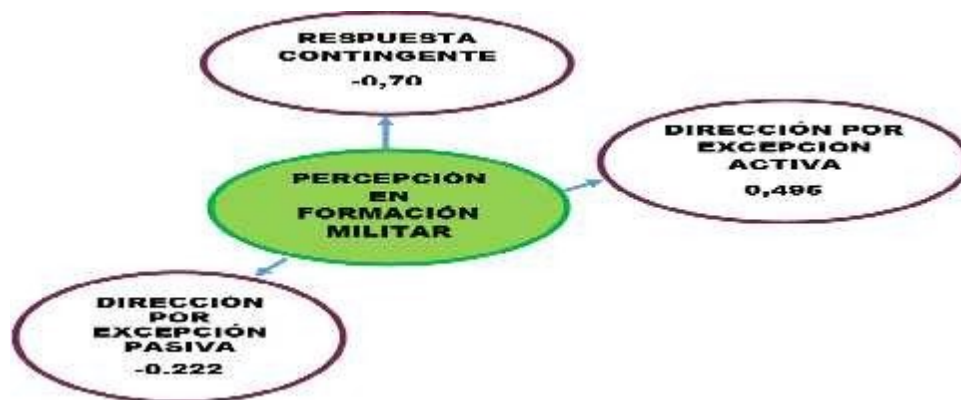 RESPUESTA
CONTINGENTE
-0,70
DIRECCIÓN POR
EXCEPCION
ACTIVA
0,495
PERCEPCIÓN
EN
FORMACIÓN
MILITAR
DIRECCIÓN
POR
EXCEPCIÓN
PASIVA
-0.222